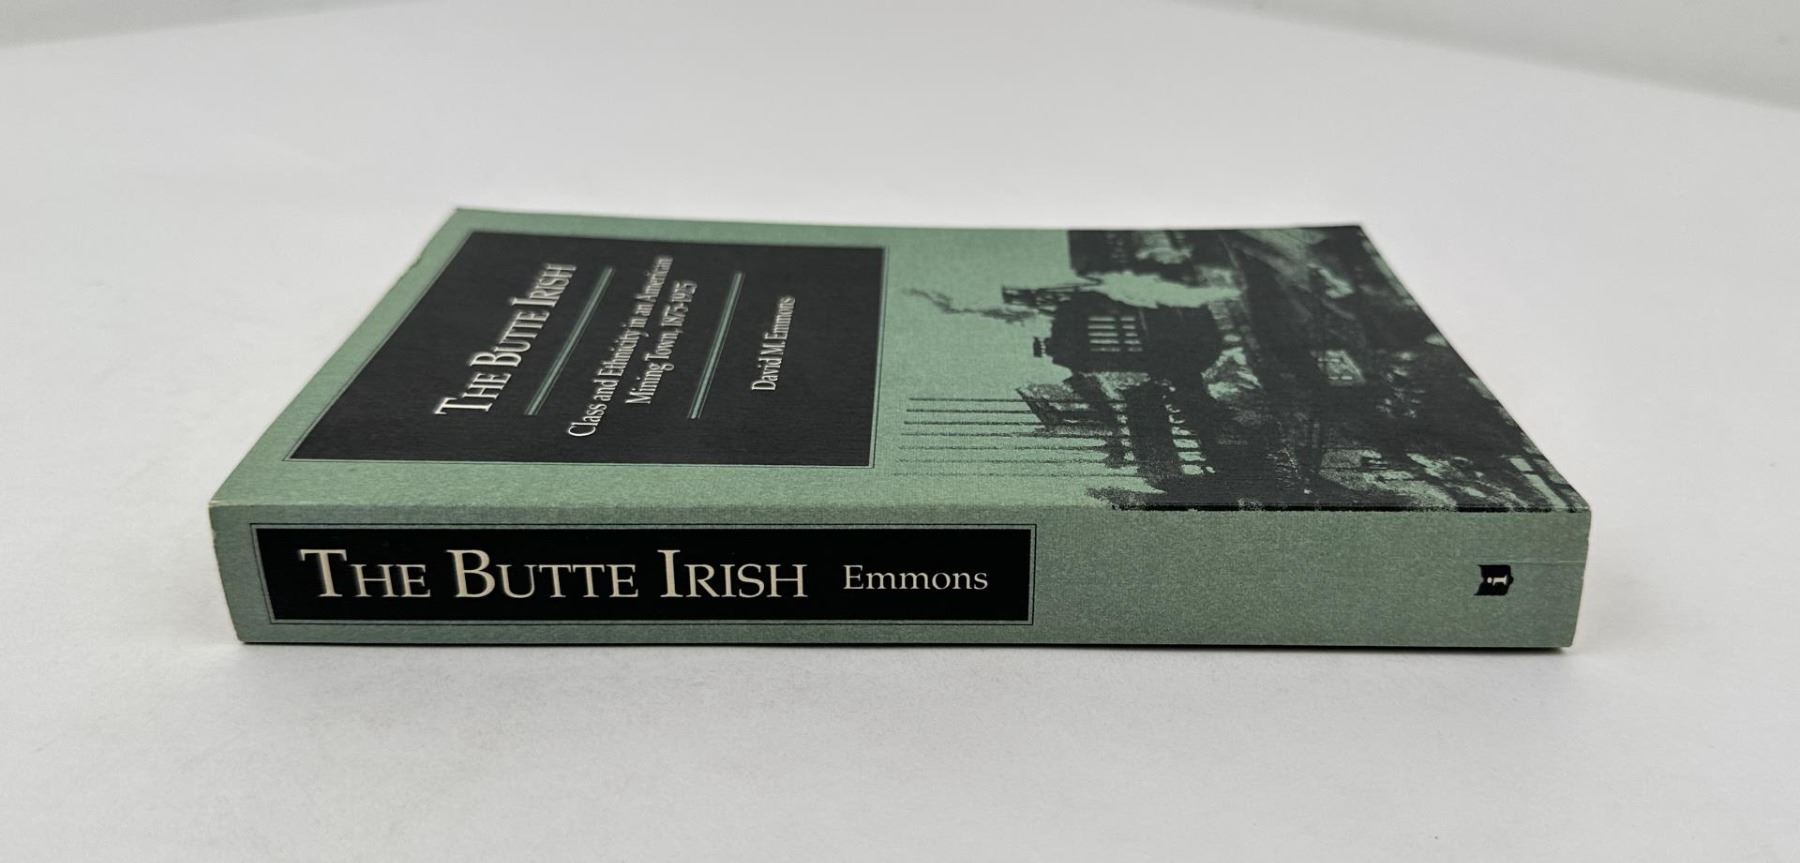 THE BUTTE IRISH
Class and Ethnicity in an American
Mining Town, 1875-1925
David M. Emmons
THE BUTTE IRISH Emmons
i